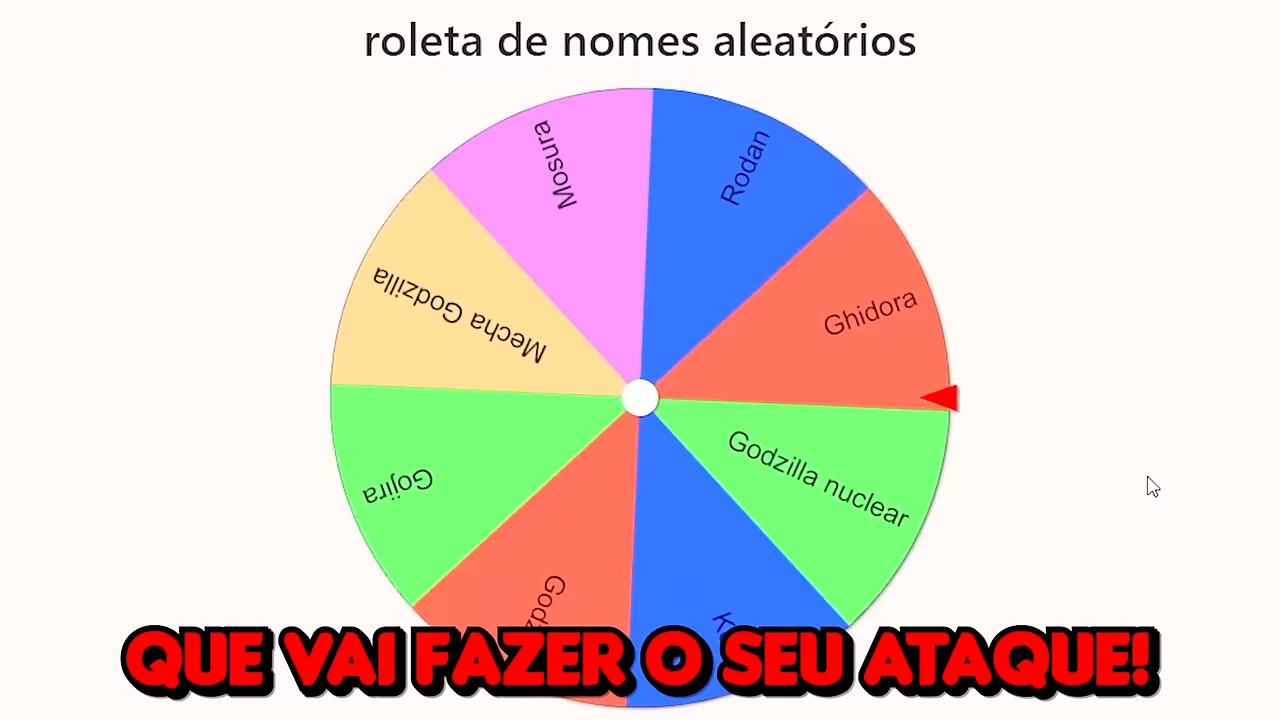 roleta de nomes aleatórios
Mosura
Rodan
Mecha Godzilla
Ghidora
Godzilla nuclear
Gojira
QUE VAI FAZER O SEU ATAQUE!